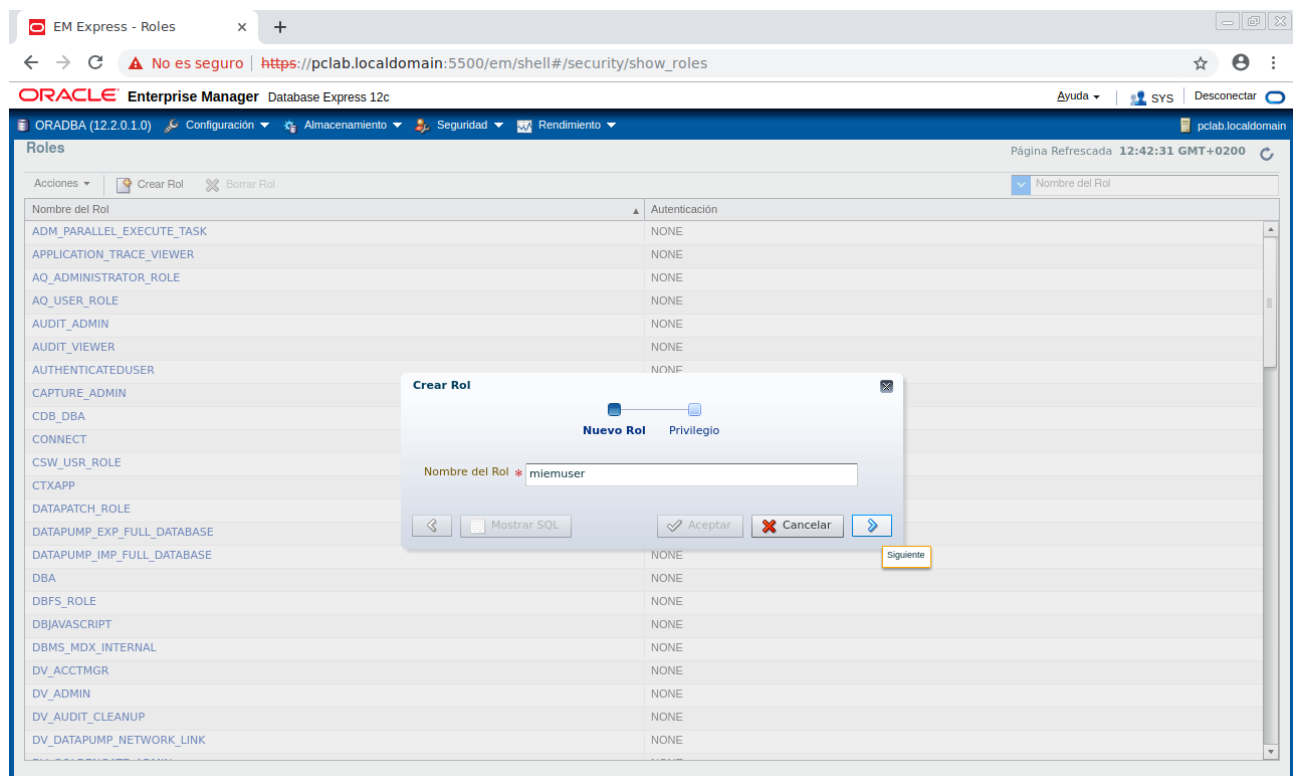 EM Express - Roles
No es seguro | https://pclab.localdomain:5500/em/shell#/security/show_roles
ORACLE Enterprise Manager Database Express 12c Ayuda SYS Desconectar
ORADBA (12.2.0.1.0) Configuración Almacenamiento Seguridad Rendimiento pclab.localdomain
Roles Página Refrescada 12:42:31 GMT+0200
Acciones Crear Rol Borrar Rol Nombre del Rol
Nombre del Rol Autenticación
ADM_PARALLEL_EXECUTE_TASK NONE
APPLICATION_TRACE_VIEWER NONE
AQ_ADMINISTRATOR_ROLE NONE
AQ_USER_ROLE NONE
AUDIT_ADMIN NONE
AUDIT_VIEWER NONE
AUTHENTICATEDUSER NONE
CAPTURE_ADMIN
CDB_DBA
CONNECT
CSW_USR_ROLE
CTXAPP
DATAPATCH_ROLE
DATAPUMP_EXP_FULL_DATABASE
DATAPUMP_IMP_FULL_DATABASE NONE
DBA NONE
DBFS_ROLE NONE
DBJAVASCRIPT NONE
DBMS_MDX_INTERNAL NONE
DV_ACCTMGR NONE
DV_ADMIN NONE
DV_AUDIT_CLEANUP NONE
DV_DATAPUMP_NETWORK_LINK NONE
Crear Rol
Nuevo Rol Privilegio
Nombre del Rol * miemuser
Mostrar SQL Aceptar Cancelar
Siguiente